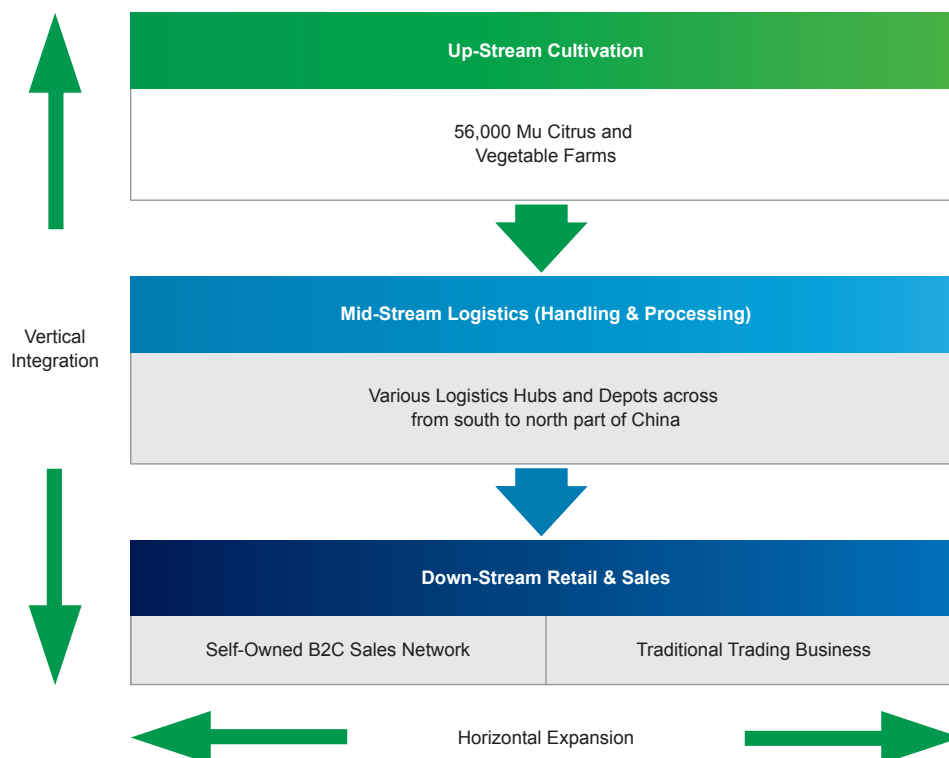 Up-Stream Cultivation
56,000 Mu Citrus and
Vegetable Farms
Mid-Stream Logistics (Handling & Processing)
Vertical
Integration
Various Logistics Hubs and Depots across
from south to north part of China
Down-Stream Retail & Sales
Self-Owned B2C Sales Network
Traditional Trading Business
Horizontal Expansion